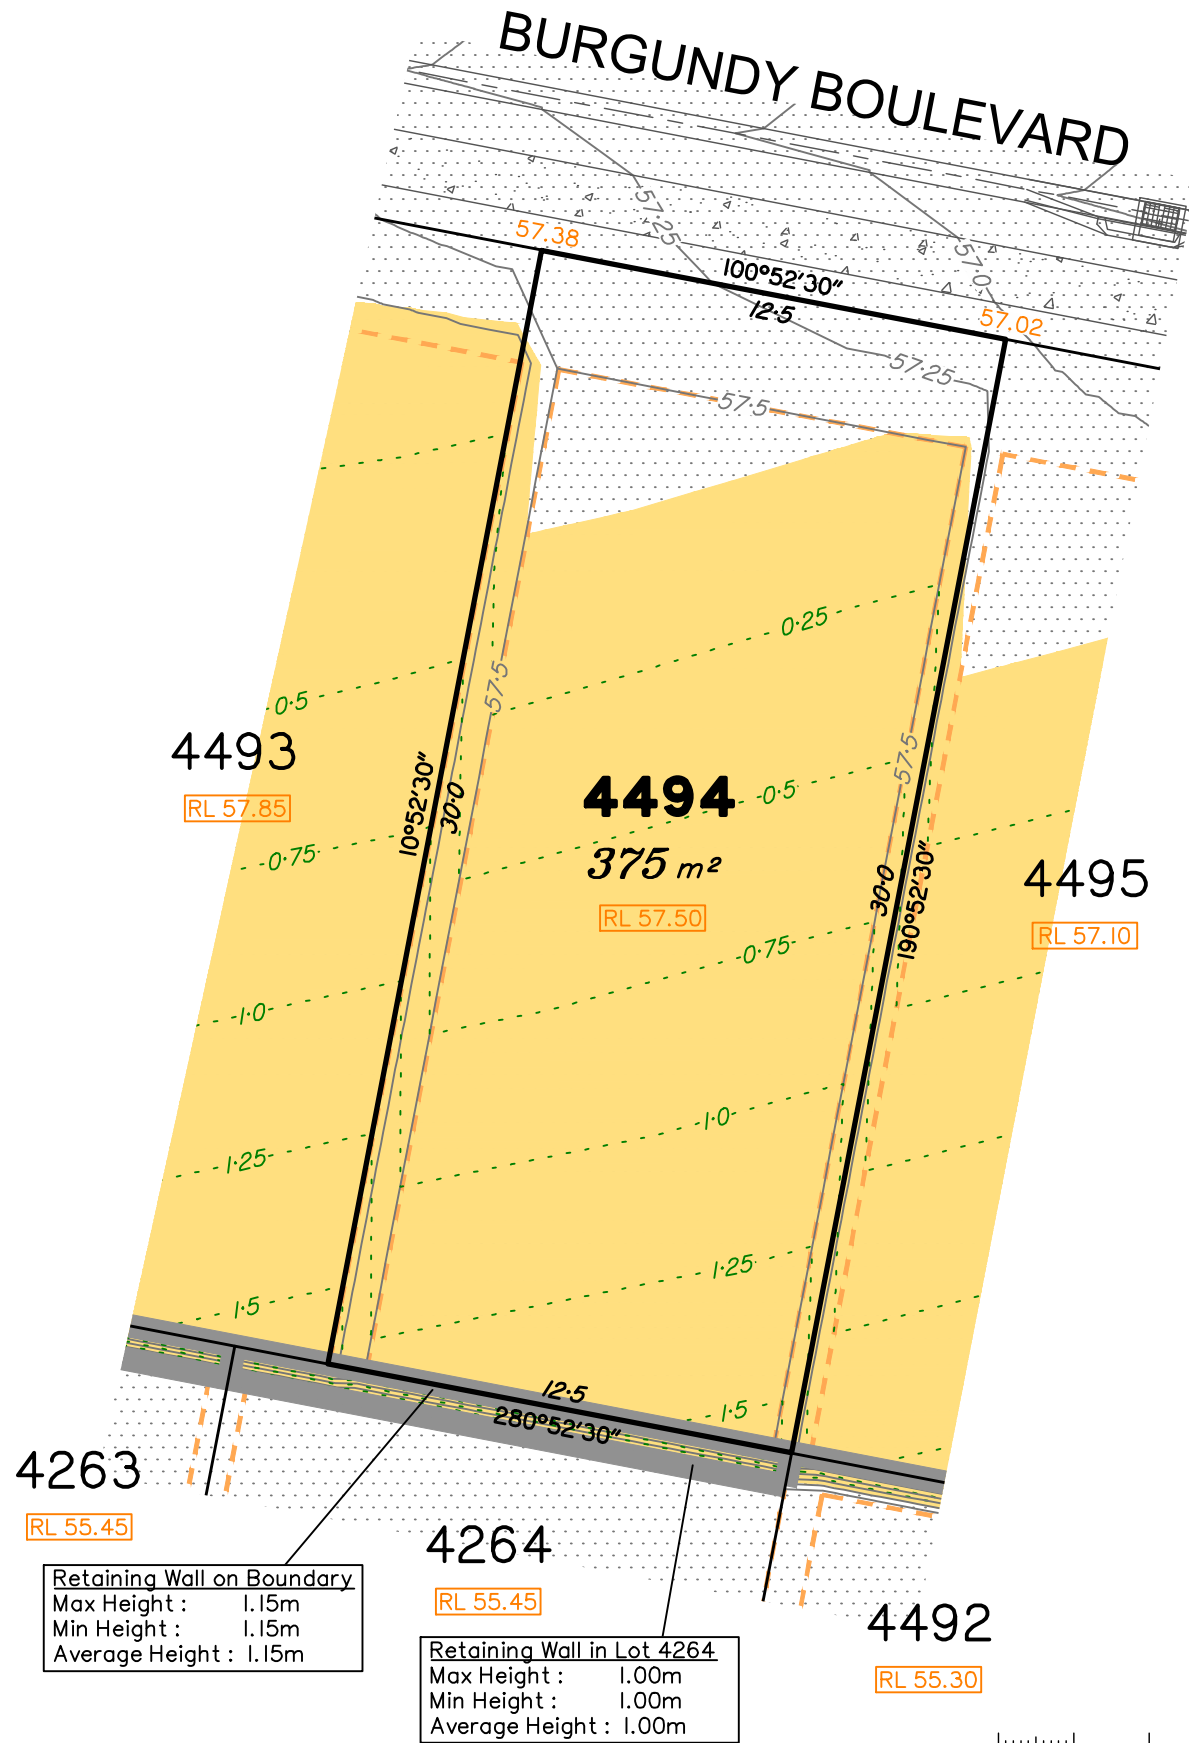 BURGUNDY BOULEVARD
57.25
57.0
57.38
100°52'30"
12·5
57.02
57·25
57·5
0·25
57·5
0·5
4493
RL 57.85
10°52'30"
30·0
4494
375 m²
RL 57.50
0·5
57·5
0·75
30·0
190°52'30"
4495
RL 57.10
0·75
1·0
1·0
1·25
1·25
1·5
12·5
280°52'30"
1·5
4263
RL 55.45
4264
RL 55.45
4492
RL 55.30
Retaining Wall on Boundary
Max Height : 1.15m
Min Height : 1.15m
Average Height : 1.15m
Retaining Wall in Lot 4264
Max Height : 1.00m
Min Height : 1.00m
Average Height : 1.00m